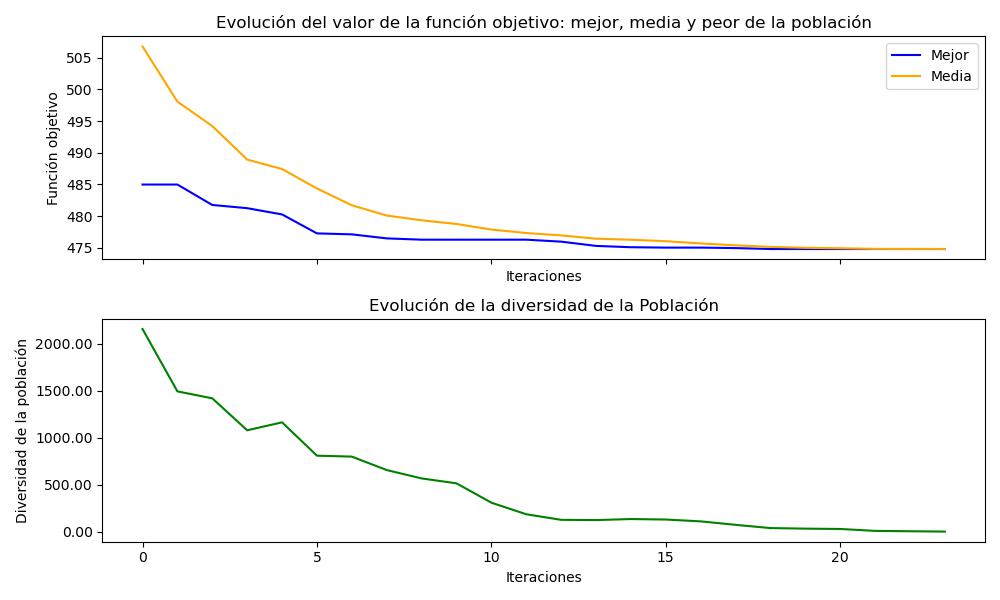 Evolución del valor de la función objetivo: mejor, media y peor de la población
Función objetivo
505
500
495
490
485
480
475
Mejor
Media
Iteraciones
Evolución de la diversidad de la Población
Diversidad de la población
2000.00
1500.00
1000.00
500.00
0.00
0
5
10
15
20
Iteraciones